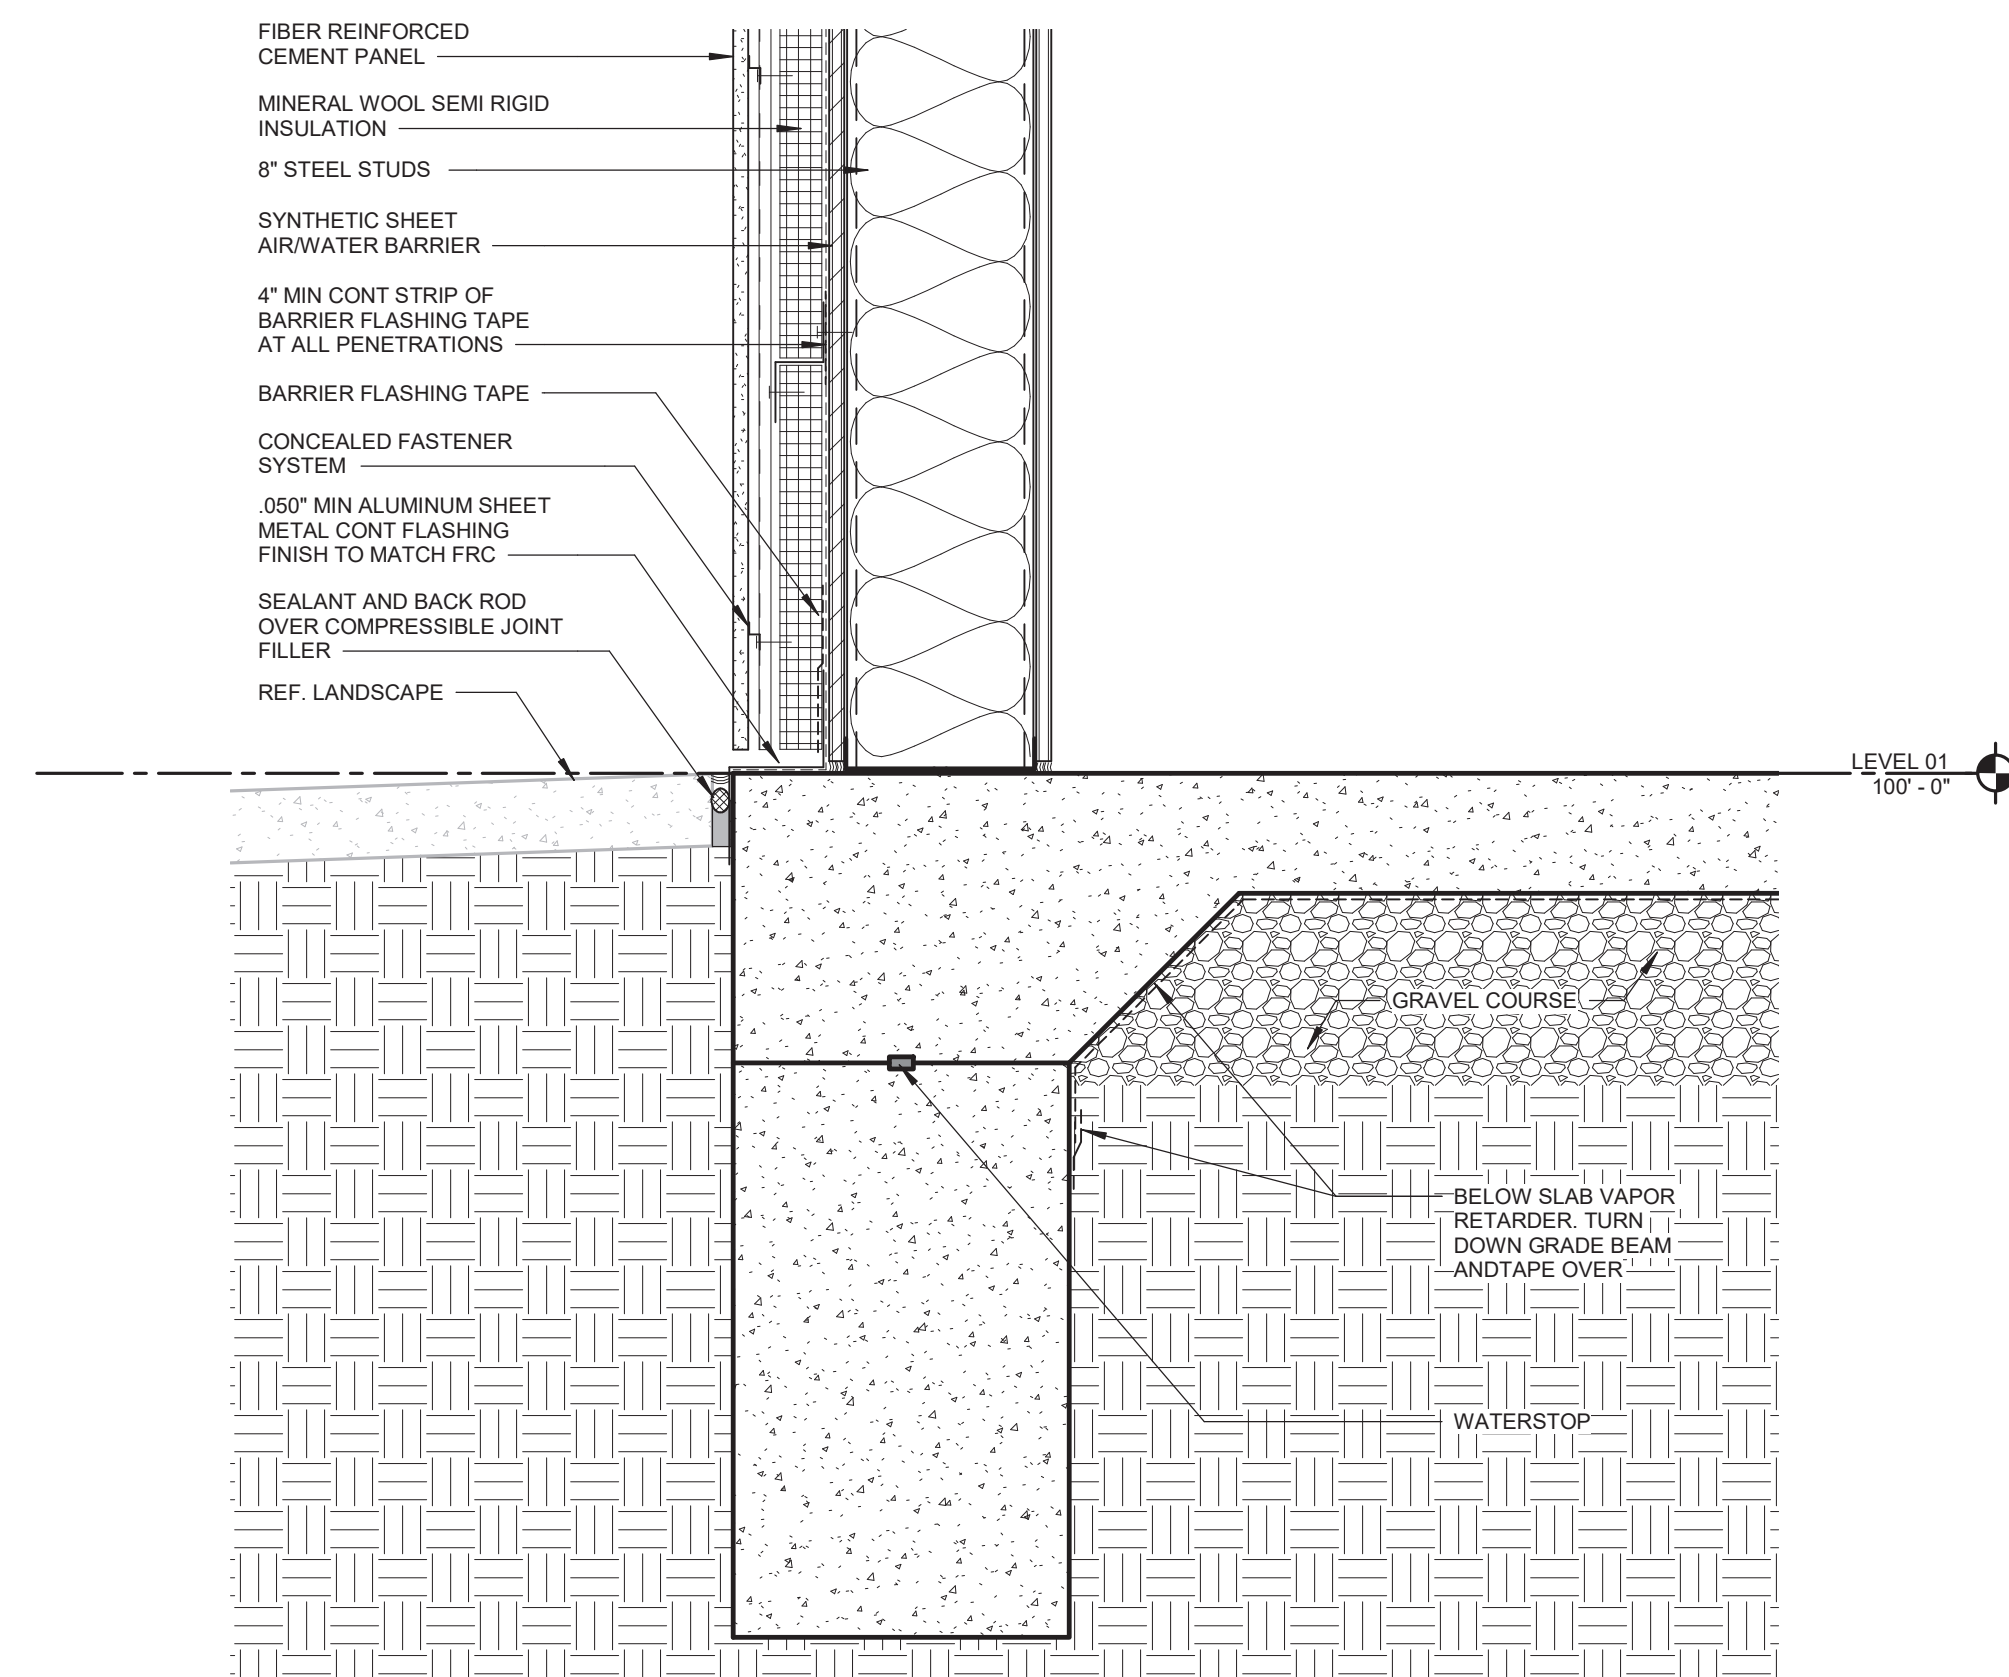 FIBER REINFORCED
CEMENT PANEL
MINERAL WOOL SEMI RIGID
INSULATION
8" STEEL STUDS
SYNTHETIC SHEET
AIR/WATER BARRIER
4" MIN CONT STRIP OF
BARRIER FLASHING TAPE
AT ALL PENETRATIONS
BARRIER FLASHING TAPE
CONCEALED FASTENER
SYSTEM
.050" MIN ALUMINUM SHEET
METAL CONT FLASHING
FINISH TO MATCH FRC
SEALANT AND BACK ROD
OVER COMPRESSIBLE JOINT
FILLER
REF. LANDSCAPE
LEVEL 01
100' - 0"
GRAVEL COURSE
BELOW SLAB VAPOR
RETARDER. TURN
DOWN GRADE BEAM
ANDTAPE OVER
WATERSTOP